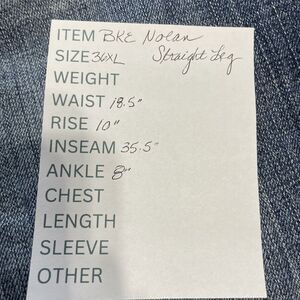 ITEM BKE Nolan
SIZE 36XL Straight Leg
WEIGHT
WAIST 18.5"
RISE 10"
INSEAM 35.5"
ANKLE 8"
CHEST
LENGTH
SLEEVE
OTHER